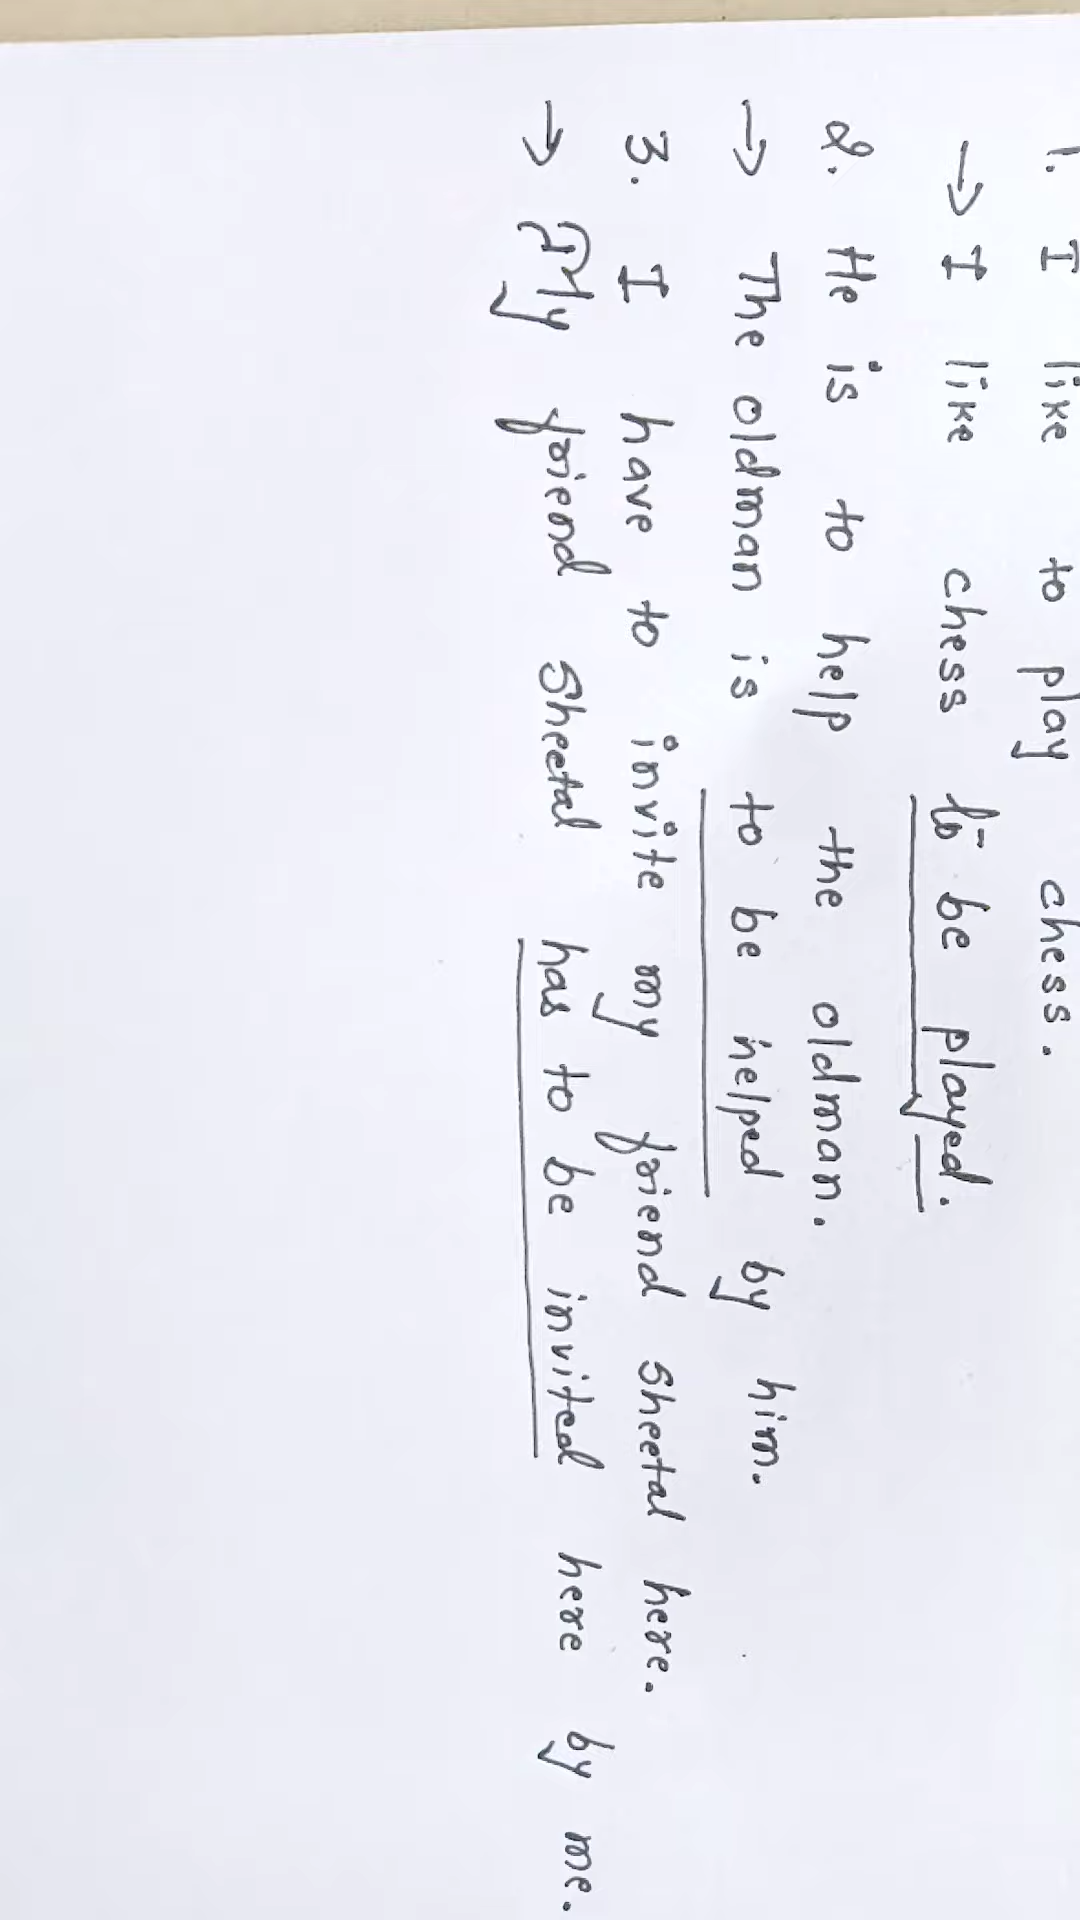 1. I like to play chess.
→ I like chess to be played.
2. He is to help the oldman.
→ The oldman is to be helped by him.
3. I have to invite my friend sheetal here.
→ My friend sheetal has to be invited here by me.